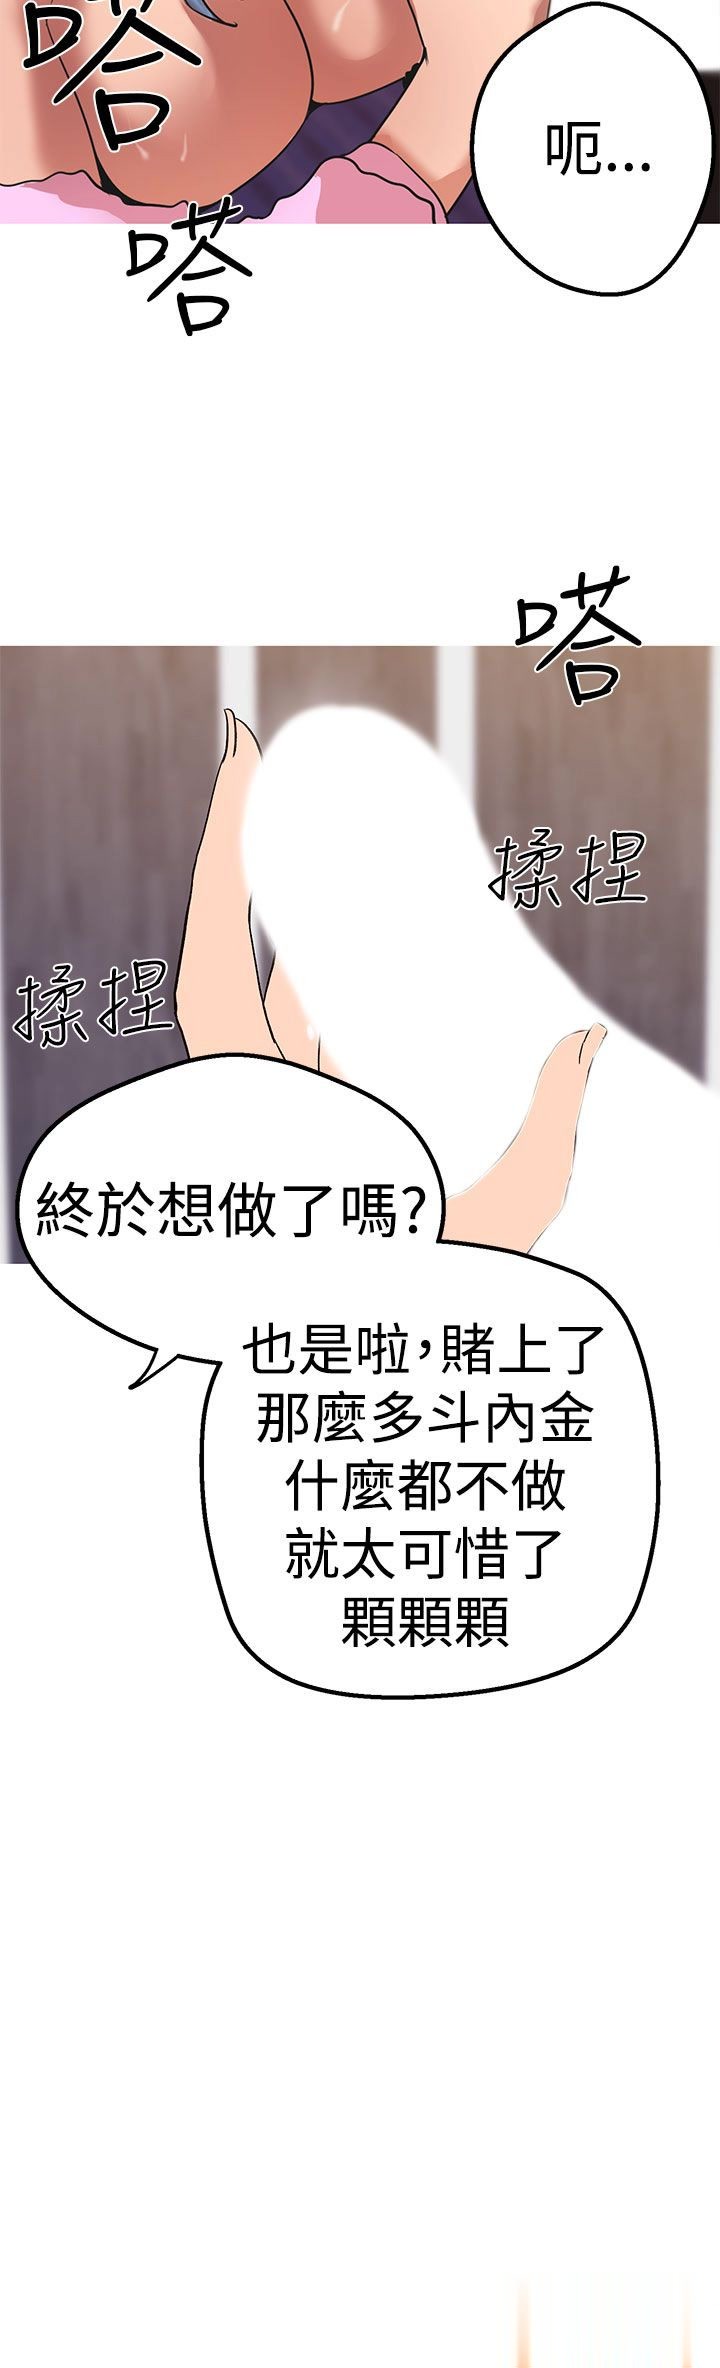 嗒
呃…
嗒
嗒
揉捏
揉捏
終於想做了嗎?
也是啦,賭上了
那麼多斗內金
什麼都不做
就太可惜了
顆顆顆